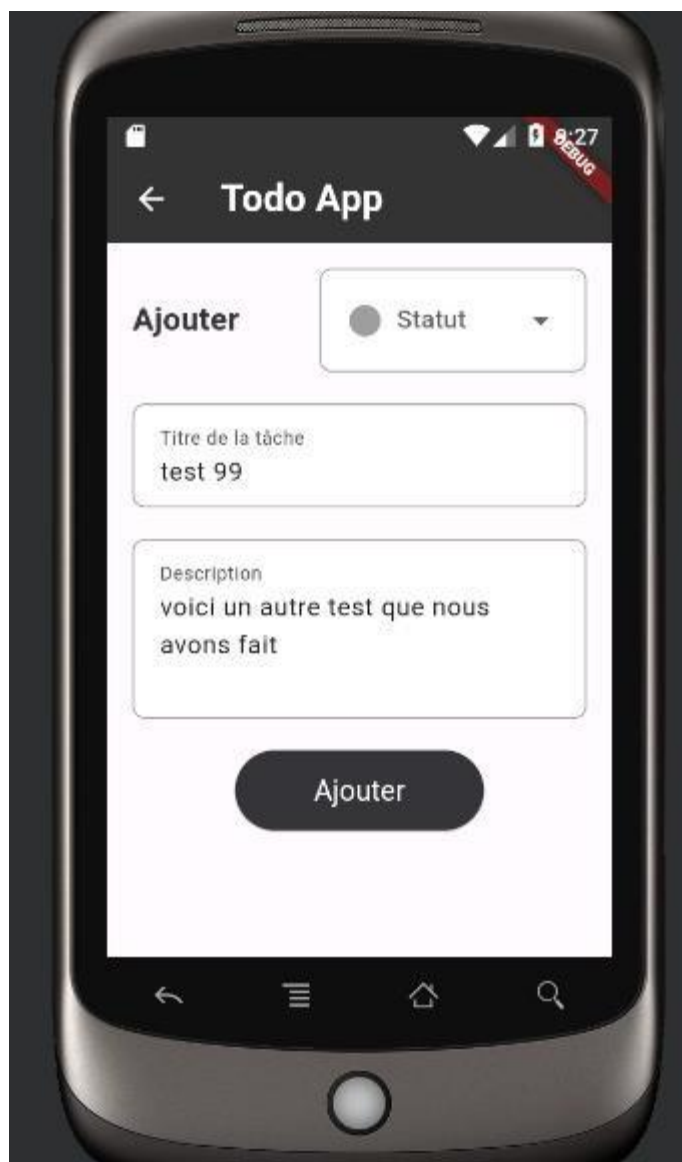 9:27
DEBUG
Todo App
Ajouter
Statut
Titre de la tâche
test 99
Description
voici un autre test que nous
avons fait
Ajouter